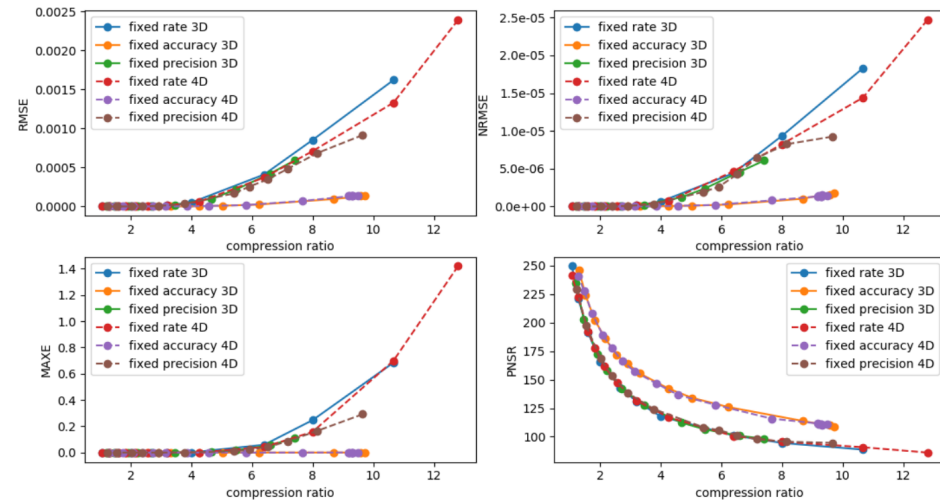 0.0025
0.0020
0.0015
0.0010
0.0005
0.0000
RMSE
fixed rate 3D
fixed accuracy 3D
fixed precision 3D
fixed rate 4D
fixed accuracy 4D
fixed precision 4D
2 4 6 8 10 12
compression ratio
2.5e-05
2.0e-05
1.5e-05
1.0e-05
5.0e-06
0.0e+00
NRMSE
fixed rate 3D
fixed accuracy 3D
fixed precision 3D
fixed rate 4D
fixed accuracy 4D
fixed precision 4D
2 4 6 8 10 12
compression ratio
1.4
1.2
1.0
0.8
0.6
0.4
0.2
0.0
MAXE
fixed rate 3D
fixed accuracy 3D
fixed precision 3D
fixed rate 4D
fixed accuracy 4D
fixed precision 4D
2 4 6 8 10 12
compression ratio
250
225
200
175
150
125
100
PNSR
fixed rate 3D
fixed accuracy 3D
fixed precision 3D
fixed rate 4D
fixed accuracy 4D
fixed precision 4D
2 4 6 8 10 12
compression ratio